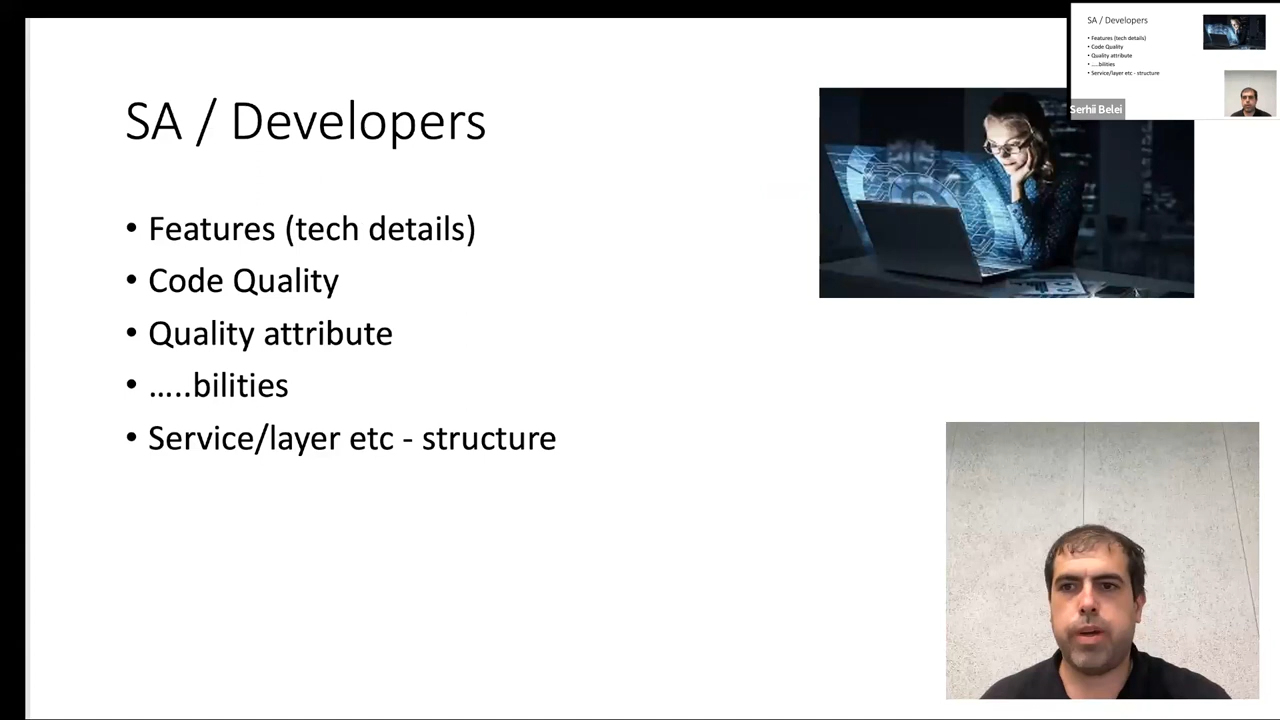 SA / Developers
• Features (tech details)
• Code Quality
• Quality attribute
• …..bilities
• Service/layer etc - structure
SA / Developers
• Features (tech details)
• Code Quality
• Quality attribute
• …..bilities
• Service/layer etc - structure
Serhii Belei